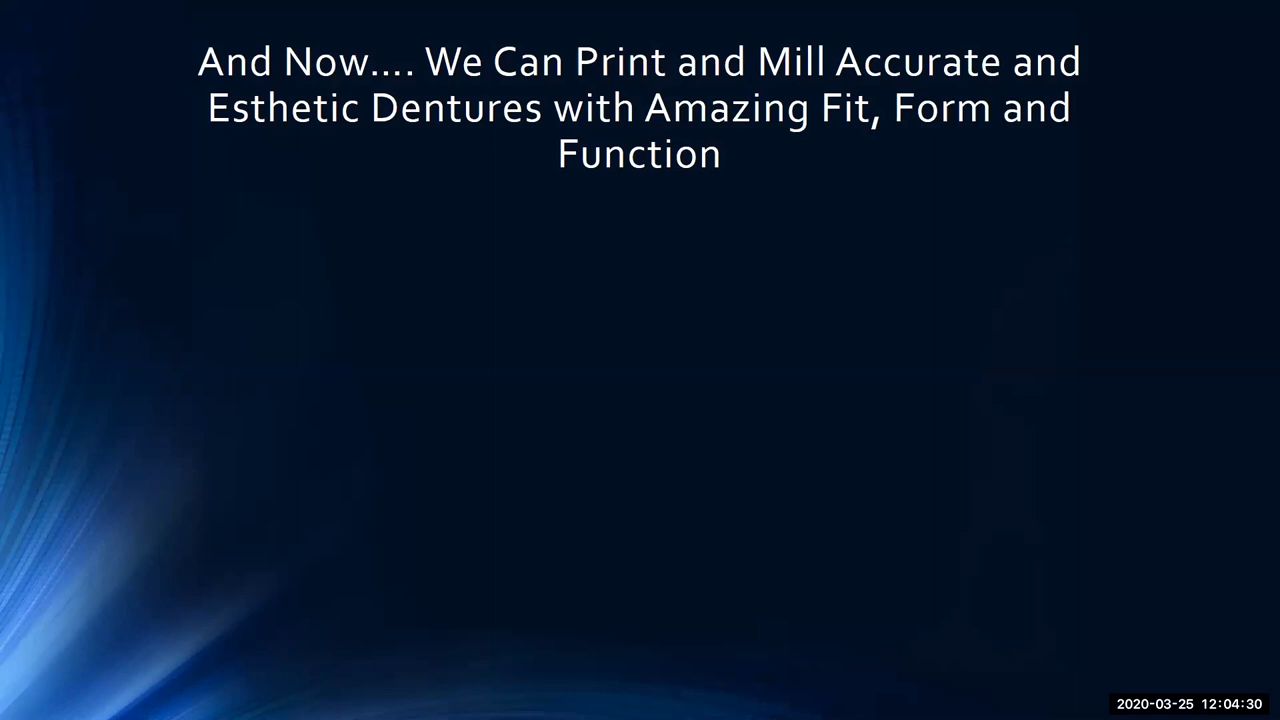 And Now.... We Can Print and Mill Accurate and
Esthetic Dentures with Amazing Fit, Form and
Function
2020-03-25 12:04:30